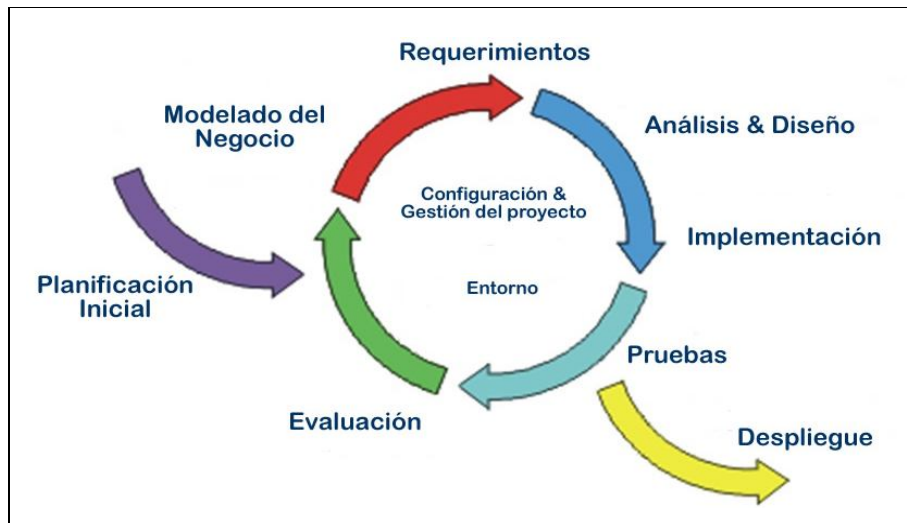 Requerimientos
Modelado del
Negocio
Análisis & Diseño
Configuración &
Gestión del proyecto
Implementación
Planificación
Inicial
Entorno
Pruebas
Evaluación
Despliegue